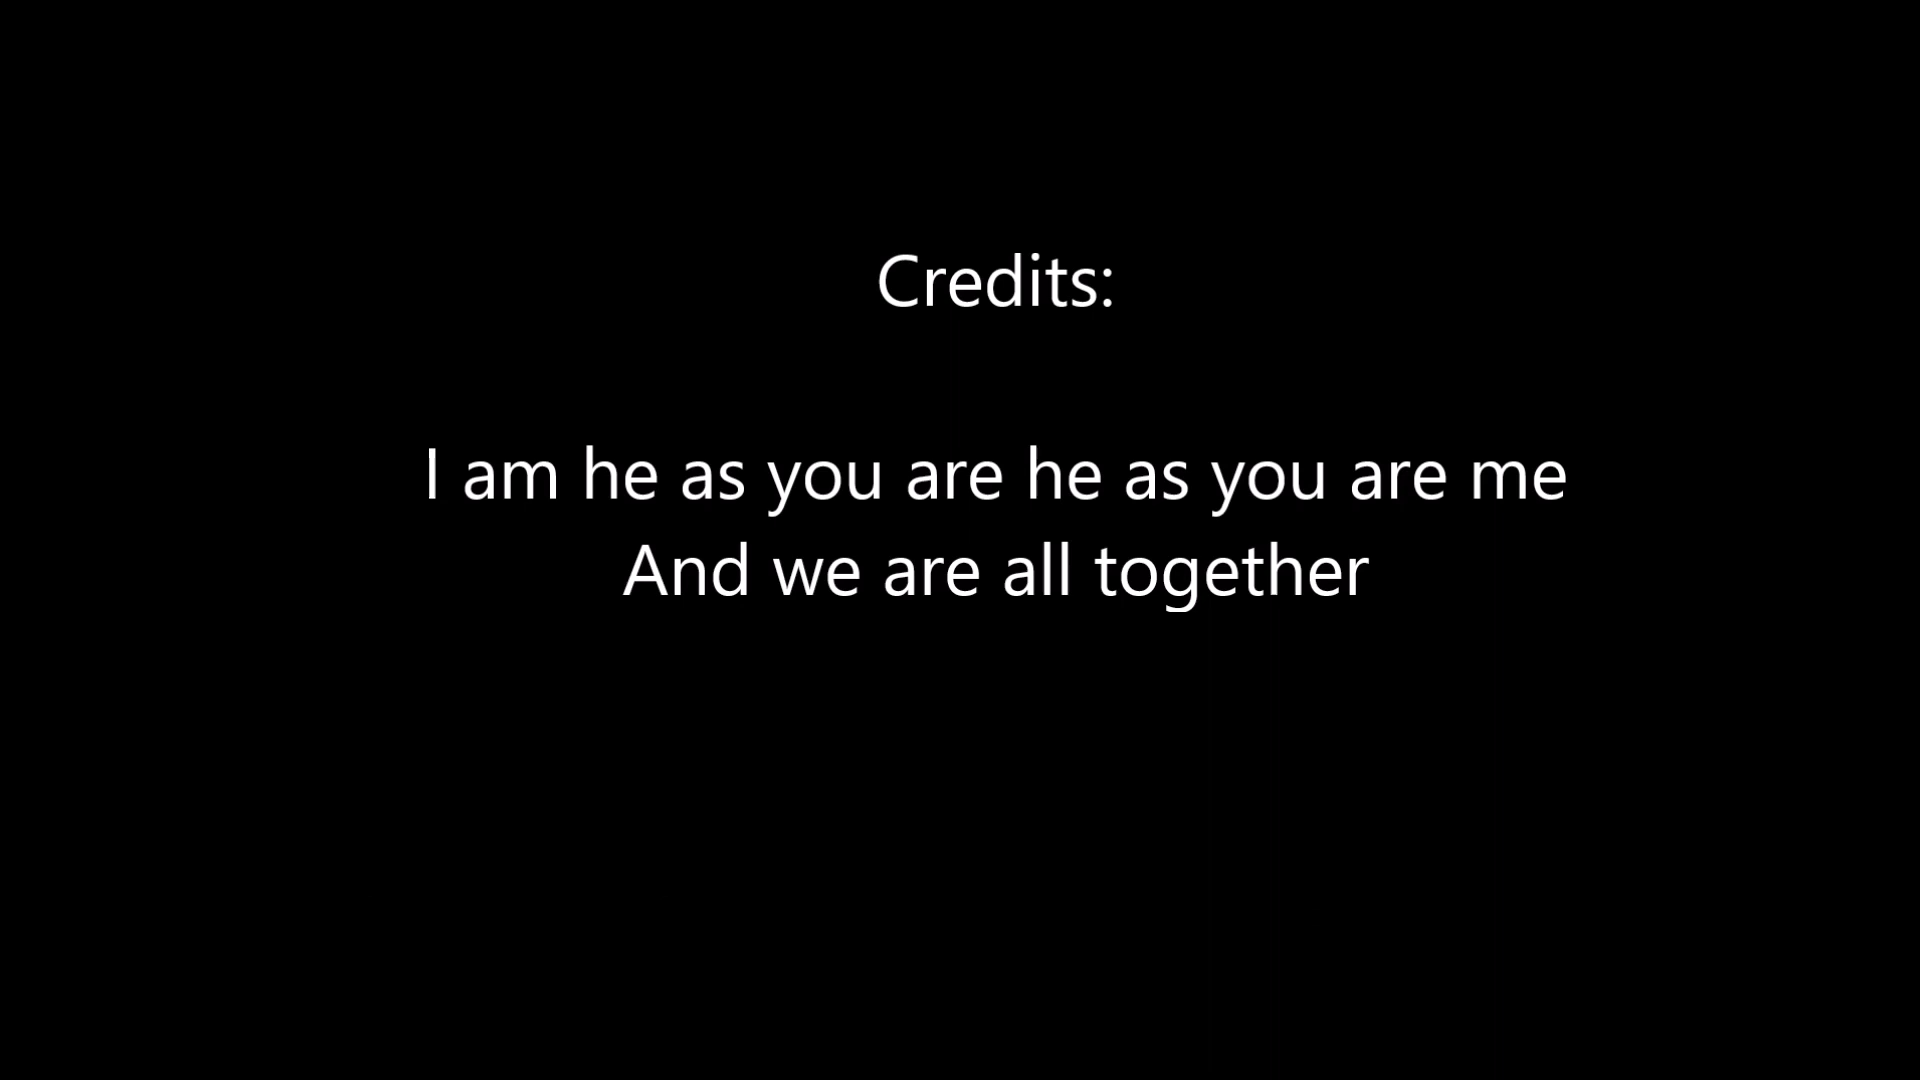 Credits:
I am he as you are he as you are me
And we are all together